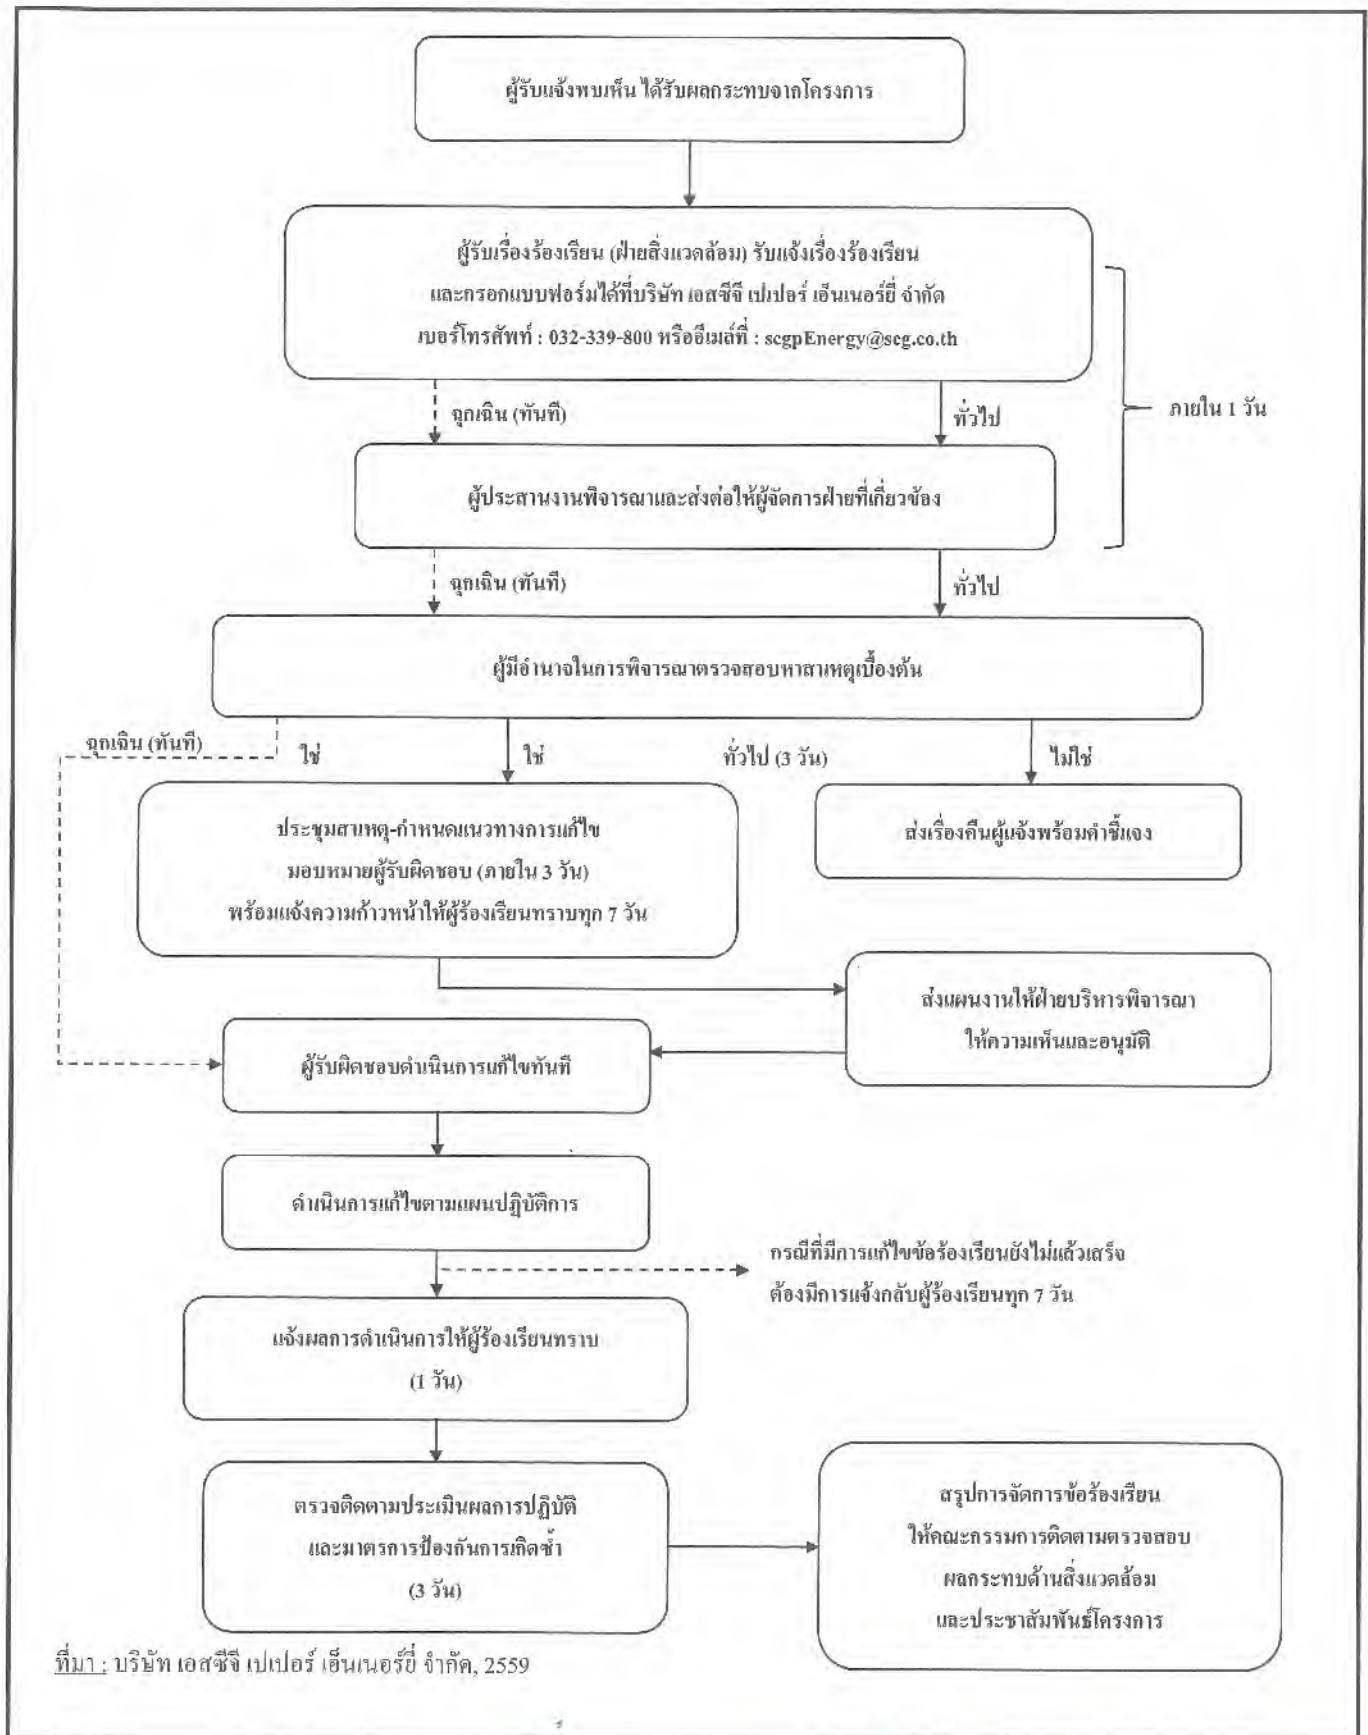 ผู้รับแจ้งพบเห็น ได้รับผลกระทบจากโครงการ
ผู้รับเรื่องร้องเรียน (ฝ่ายสิ่งแวดล้อม) รับแจ้งเรื่องร้องเรียน
และกรอกแบบฟอร์มได้ที่บริษัท เอสซีจี เปเปอร์ เอ็นเนอร์ยี่ จำกัด
เบอร์โทรศัพท์ : 032-339-800 หรืออีเมล์ที่ : scgpEnergy@scg.co.th
ภายใน 1 วัน
ฉุกเฉิน (ทันที)
ทั่วไป
ผู้ประสานงานพิจารณาและส่งต่อให้ผู้จัดการฝ่ายที่เกี่ยวข้อง
ฉุกเฉิน (ทันที)
ทั่วไป
ผู้มีอำนาจในการพิจารณาตรวจสอบหาสาเหตุเบื้องต้น
ฉุกเฉิน (ทันที)
ใช่
ใช่
ทั่วไป (3 วัน)
ไม่ใช่
ประชุมสาเหตุ-กำหนดแนวทางการแก้ไข
มอบหมายผู้รับผิดชอบ (ภายใน 3 วัน)
พร้อมแจ้งความก้าวหน้าให้ผู้ร้องเรียนทราบทุก 7 วัน
ส่งเรื่องคืนผู้แจ้งพร้อมคำชี้แจง
ส่งแผนงานให้ฝ่ายบริหารพิจารณา
ให้ความเห็นและอนุมัติ
ผู้รับผิดชอบดำเนินการแก้ไขทันที
ดำเนินการแก้ไขตามแผนปฏิบัติการ
กรณีที่มีการแก้ไขข้อร้องเรียนยังไม่แล้วเสร็จ
ต้องมีการแจ้งกลับผู้ร้องเรียนทุก 7 วัน
แจ้งผลการดำเนินการให้ผู้ร้องเรียนทราบ
(1 วัน)
ตรวจติดตามประเมินผลการปฏิบัติ
และมาตรการป้องกันการเกิดซ้ำ
(3 วัน)
สรุปการจัดการข้อร้องเรียน
ให้คณะกรรมการติดตามตรวจสอบ
ผลกระทบด้านสิ่งแวดล้อม
และประชาสัมพันธ์โครงการ
ที่มา : บริษัท เอสซีจี เปเปอร์ เอ็นเนอร์ยี่ จำกัด, 2559